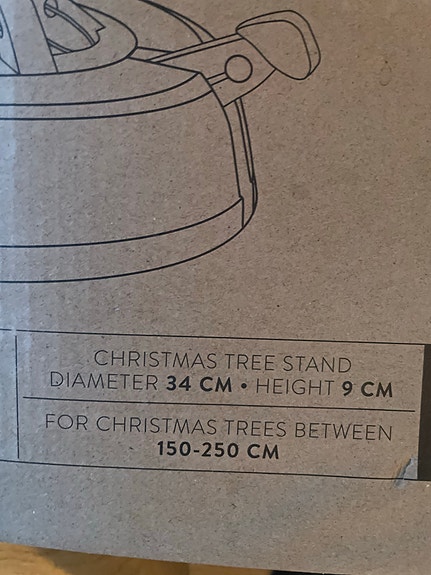 CHRISTMAS TREE STAND
DIAMETER 34 CM • HEIGHT 9 CM
FOR CHRISTMAS TREES BETWEEN
150-250 CM